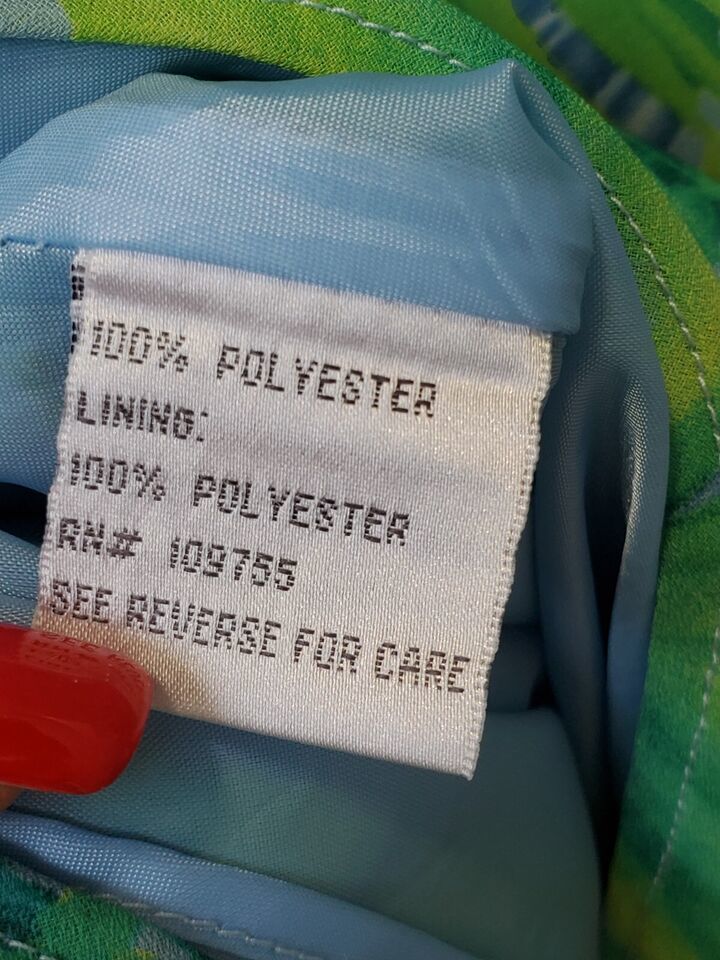 100% POLYESTER
LINING:
100% POLYESTER
RN# 109755
SEE REVERSE FOR CARE